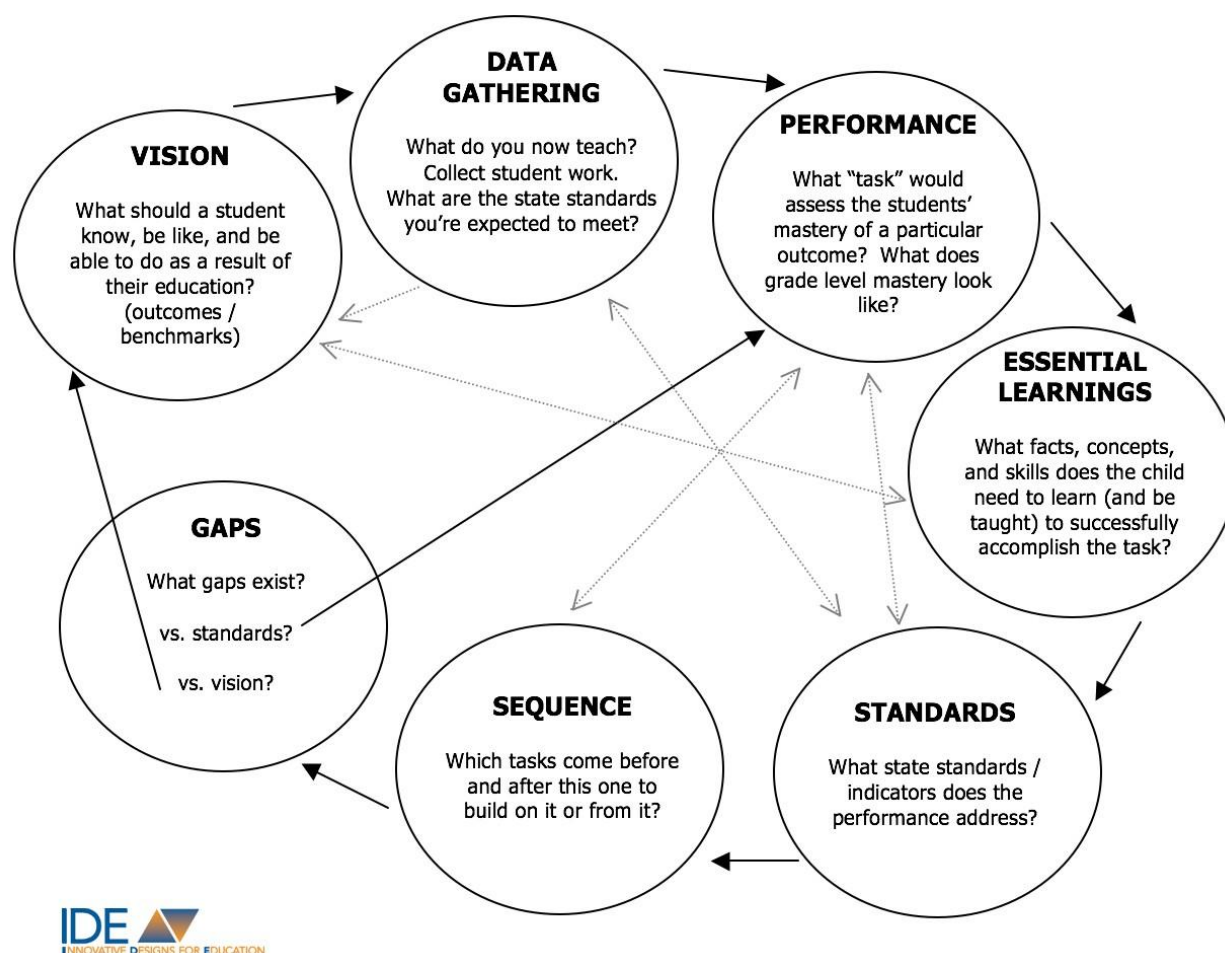 VISION
What should a student
know, be like, and be
able to do as a result of
their education?
(outcomes /
benchmarks)
DATA
GATHERING
What do you now teach?
Collect student work.
What are the state standards
you’re expected to meet?
PERFORMANCE
What “task” would
assess the students’
mastery of a particular
outcome?  What does
grade level mastery look
like?
ESSENTIAL
LEARNINGS
What facts, concepts,
and skills does the child
need to learn (and be
taught) to successfully
accomplish the task?
STANDARDS
What state standards /
indicators does the
performance address?
SEQUENCE
Which tasks come before
and after this one to
build on it or from it?
GAPS
What gaps exist?
vs. standards?
vs. vision?
IDE
INNOVATIVE DESIGNS FOR EDUCATION